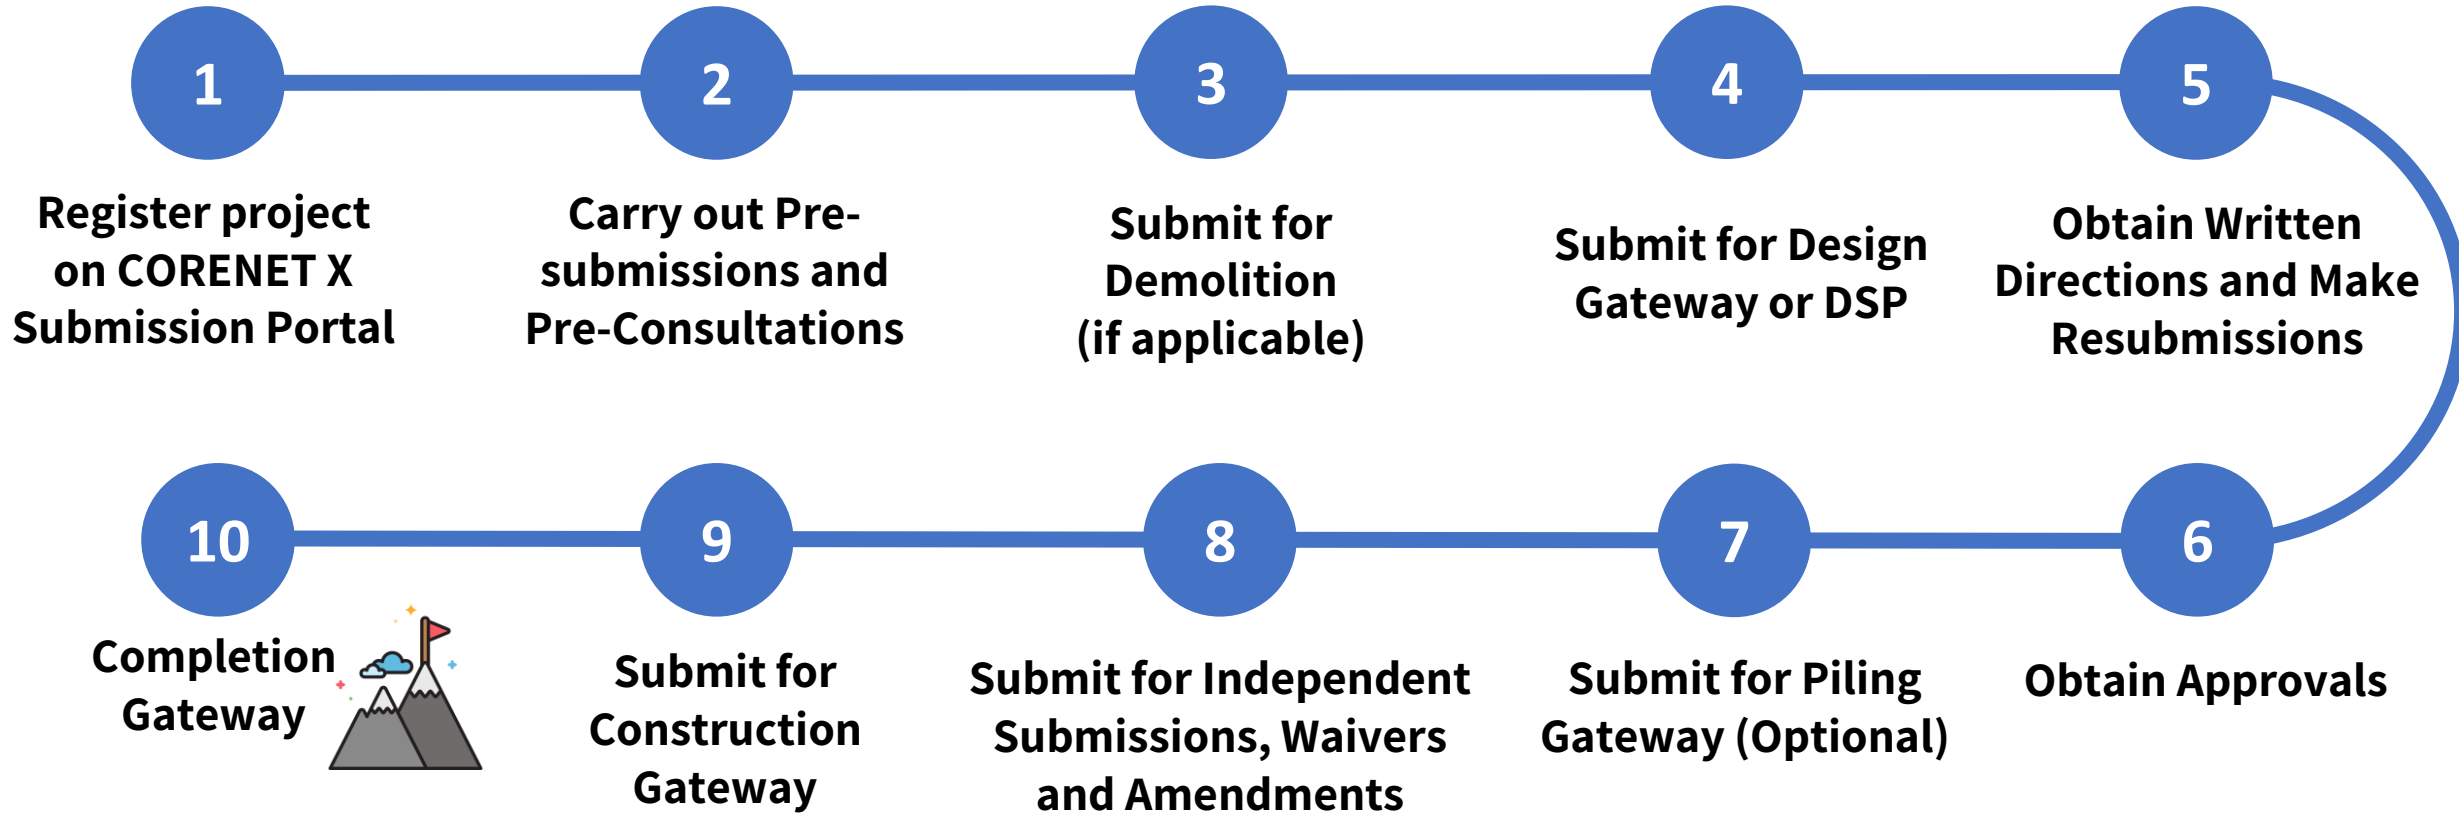 1
Register project
on CORENET X
Submission Portal
2
Carry out Pre-
submissions and
Pre-Consultations
3
Submit for
Demolition
(if applicable)
4
Submit for Design
Gateway or DSP
5
Obtain Written
Directions and Make
Resubmissions
6
Obtain Approvals
7
Submit for Piling
Gateway (Optional)
8
Submit for Independent
Submissions, Waivers
and Amendments
9
Submit for
Construction
Gateway
10
Completion
Gateway